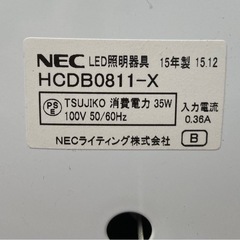 NEC LED照明器具 15年製 15.12
HCDB0811-X
PSE TSUJIKO 消費電力 35W 入力電流
100V 50/60Hz 0.36A
NECライティング株式会社 B